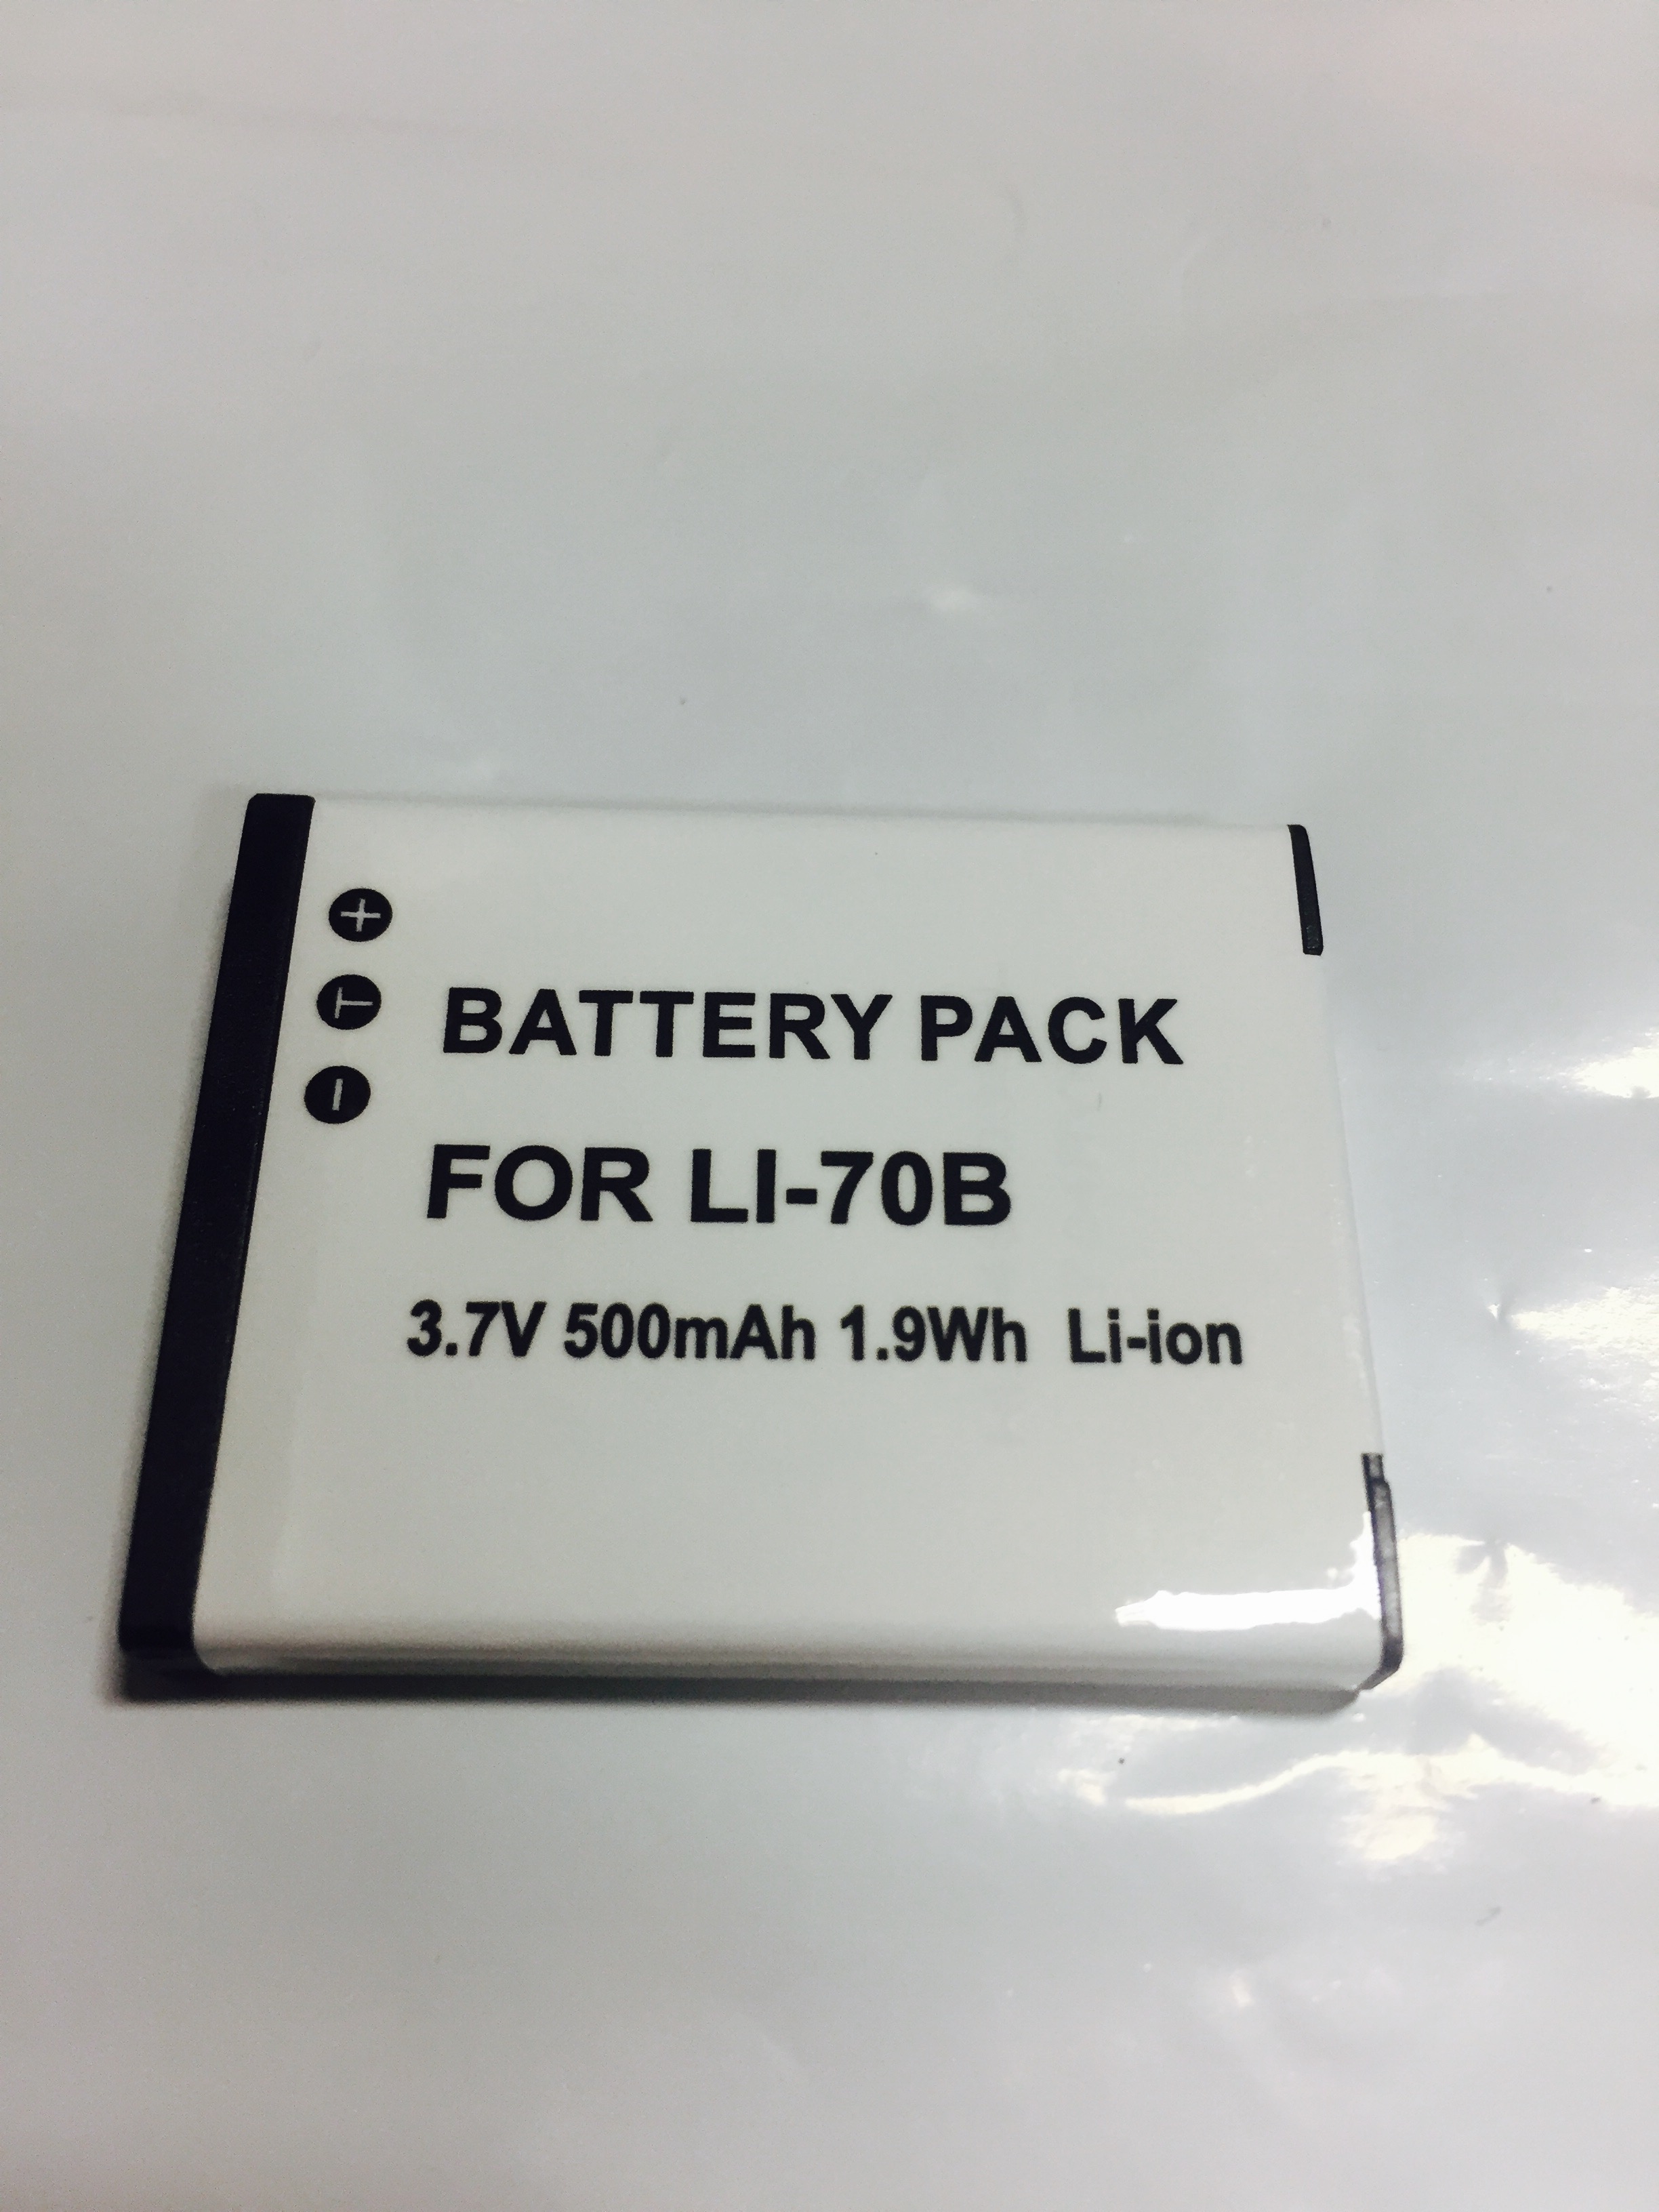 +
T
-
BATTERY PACK
FOR LI-70B
3.7V 500mAh 1.9Wh Li-ion